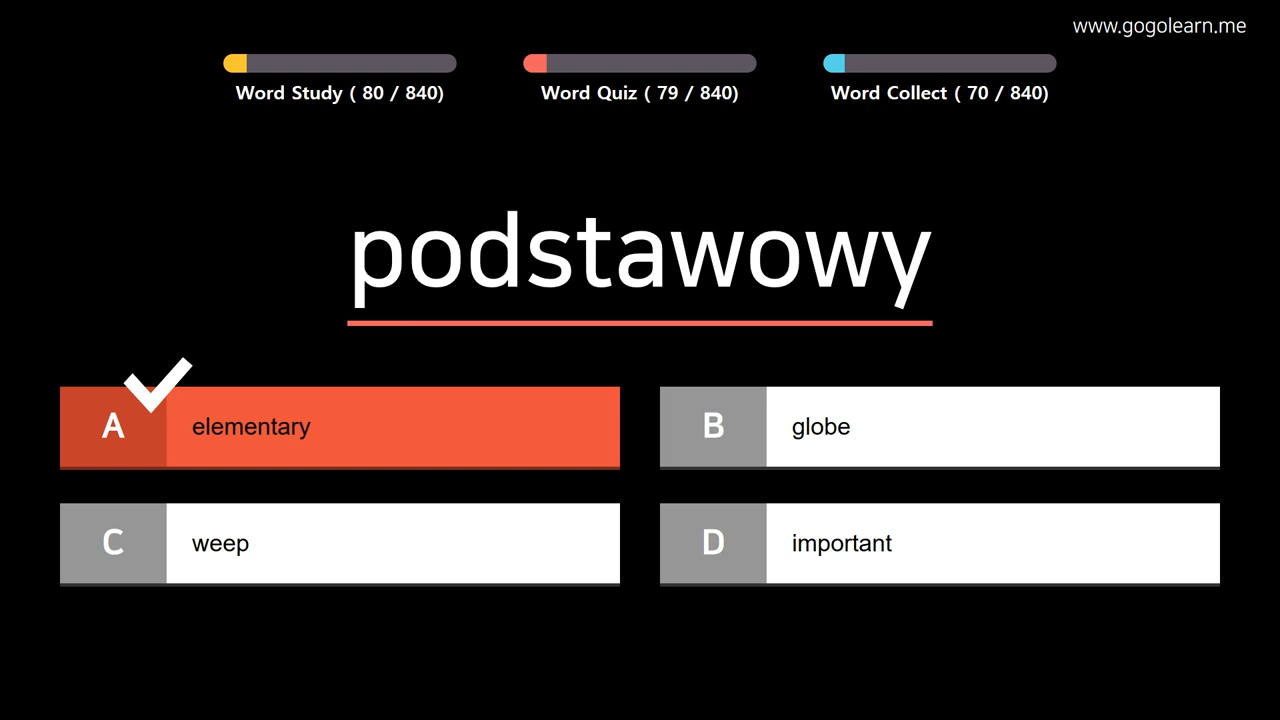 www.gogolearn.me
Word Study ( 80 / 840)
Word Quiz ( 79 / 840)
Word Collect ( 70 / 840)
podstawowy
A elementary
B globe
C weep
D important